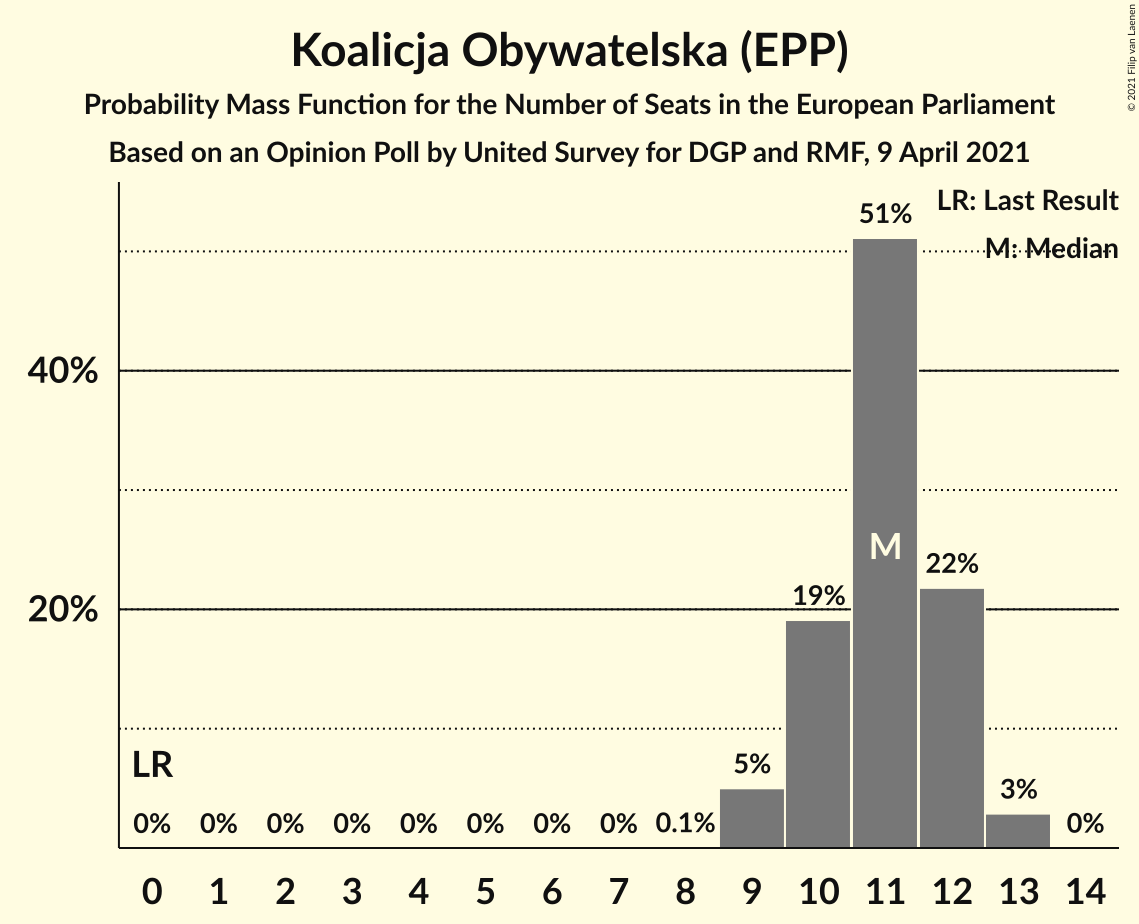 Koalicja Obywatelska (EPP)
Probability Mass Function for the Number of Seats in the European Parliament
Based on an Opinion Poll by United Survey for DGP and RMF, 9 April 2021
© 2021 Filip van Laenen
LR: Last Result
M: Median
51%
40%
M
22%
19%
20%
LR
5%
3%
0% 0% 0% 0% 0% 0% 0% 0% 0.1% 0%
0 1 2 3 4 5 6 7 8 9 10 11 12 13 14